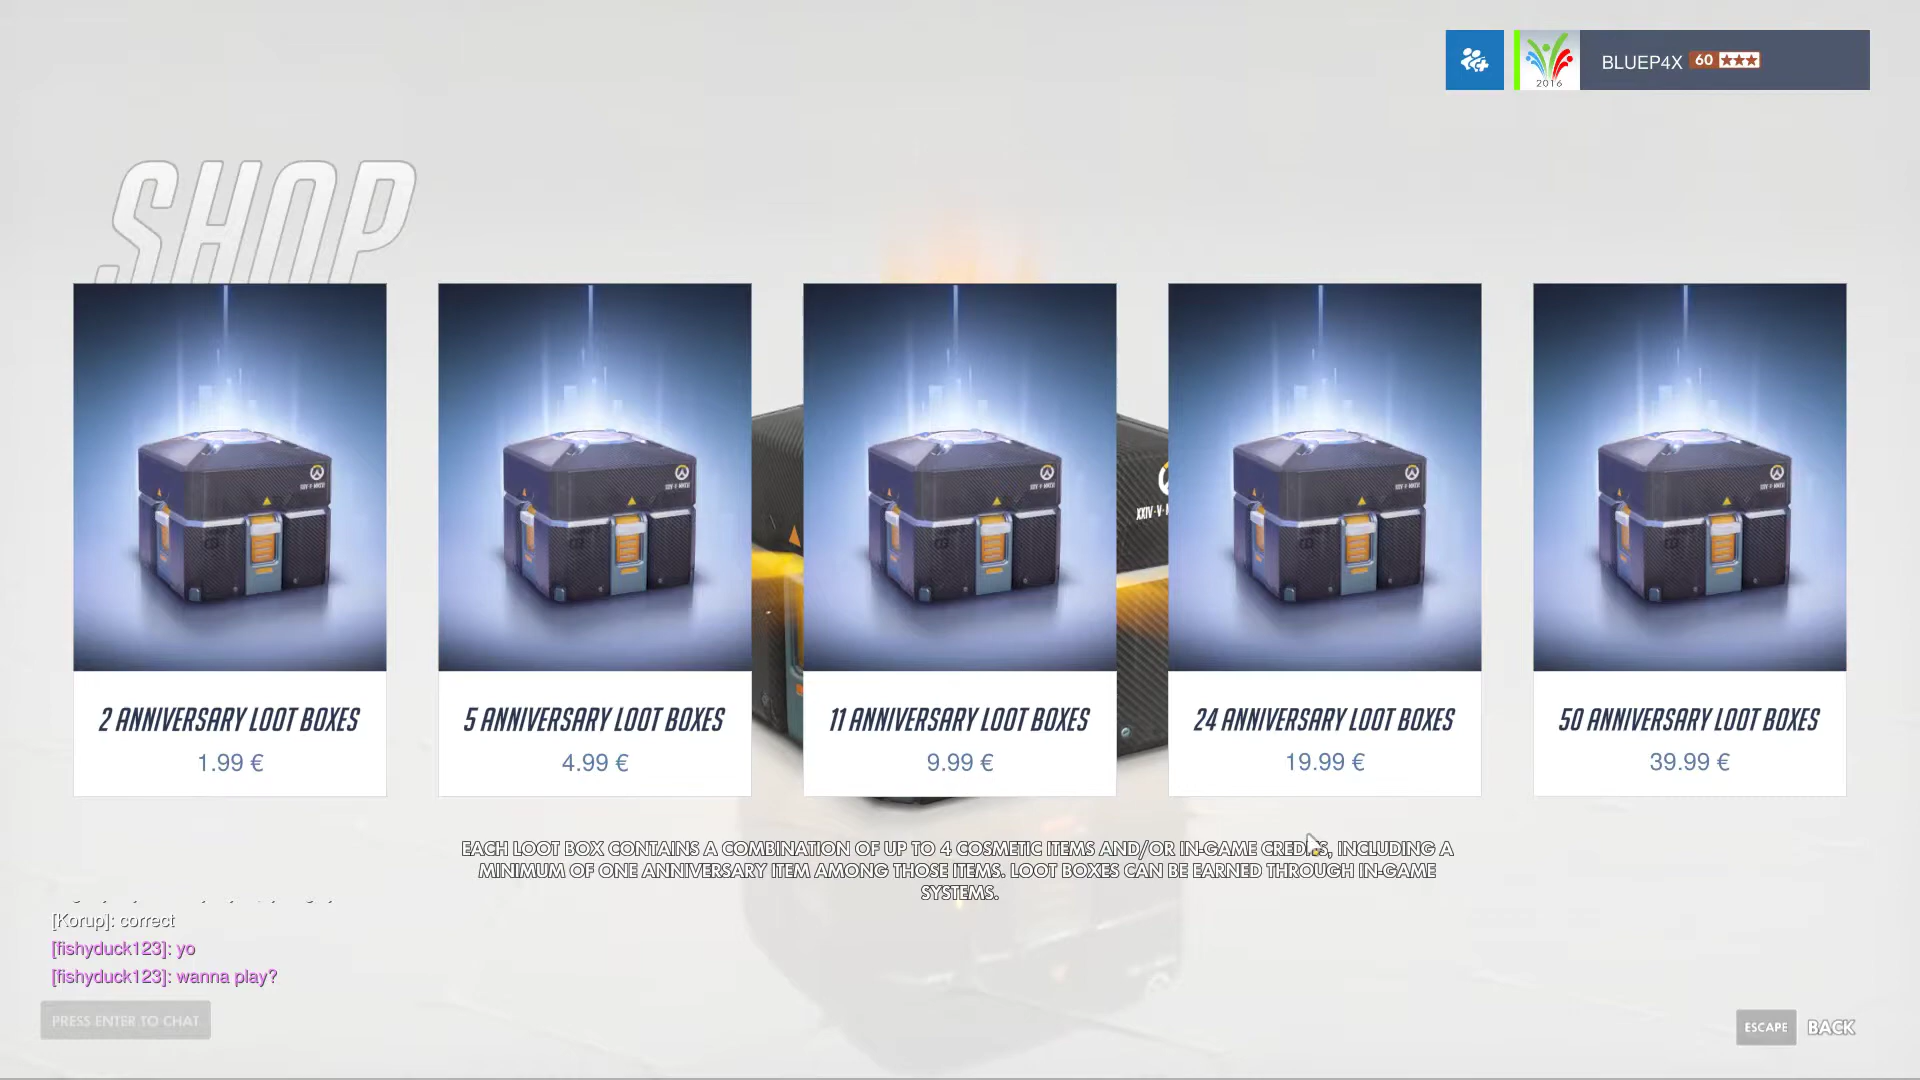 2016
BLUEP4X 60
SHOP
XXIV·V·M
2 ANNIVERSARY LOOT BOXES
1.99 €
5 ANNIVERSARY LOOT BOXES
4.99 €
11 ANNIVERSARY LOOT BOXES
9.99 €
24 ANNIVERSARY LOOT BOXES
19.99 €
50 ANNIVERSARY LOOT BOXES
39.99 €
EACH LOOT BOX CONTAINS A COMBINATION OF UP TO 4 COSMETIC ITEMS AND/OR IN-GAME CREDITS, INCLUDING A
MINIMUM OF ONE ANNIVERSARY ITEM AMONG THOSE ITEMS. LOOT BOXES CAN BE EARNED THROUGH IN-GAME
SYSTEMS.
[Korup]: correct
[fishyduck123]: yo
[fishyduck123]: wanna play?
PRESS ENTER TO CHAT
ESCAPE BACK